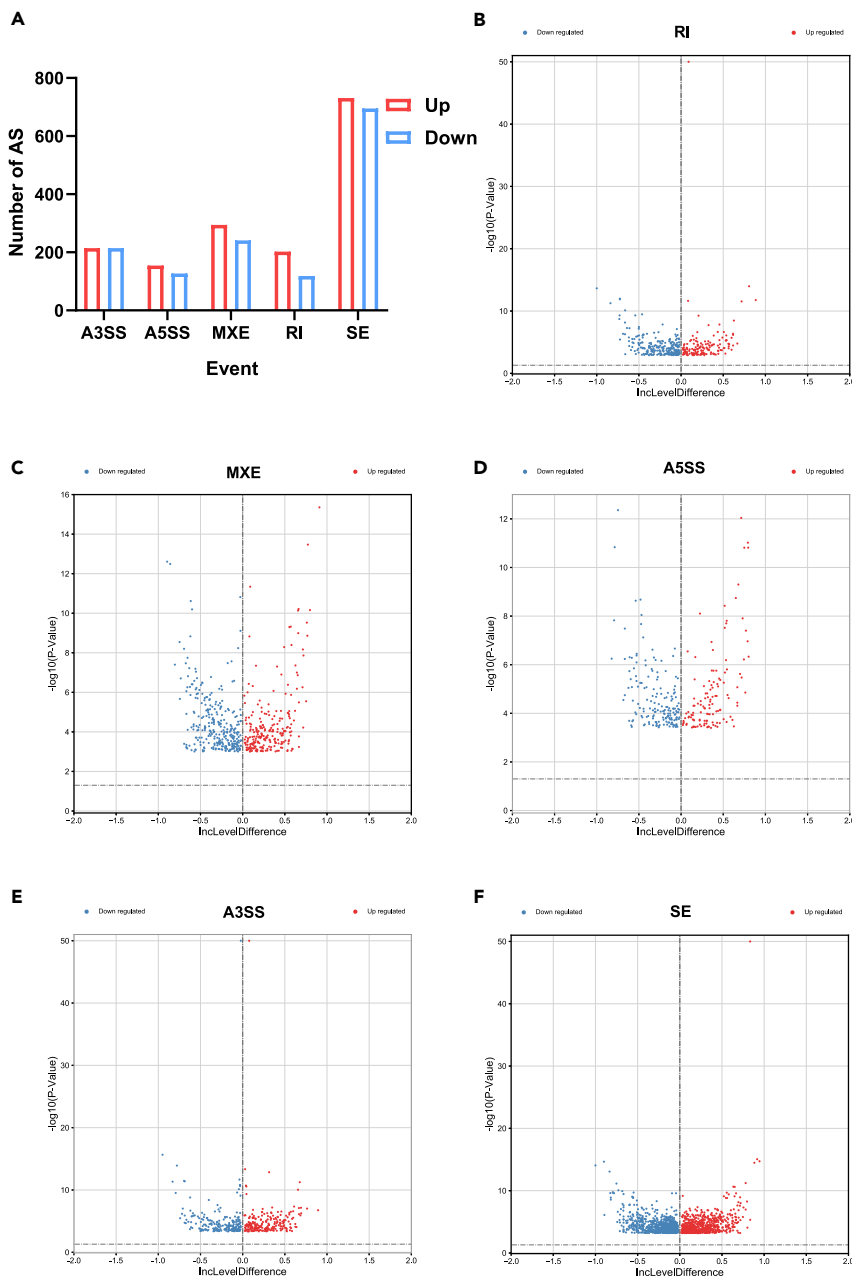 A
Number of AS
800
600
400
200
0
A3SS A5SS MXE RI SE
Event
Up
Down
B
Down regulated RI Up regulated
-log10(P-Value)
50
40
30
20
10
0
−2.0 −1.5 −1.0 −0.5 0.0 0.5 1.0 1.5 2.0
IncLevelDifference
C
Down regulated MXE Up regulated
-log10(P-Value)
16
14
12
10
8
6
4
2
0
−2.0 −1.5 −1.0 −0.5 0.0 0.5 1.0 1.5 2.0
IncLevelDifference
D
Down regulated A5SS Up regulated
-log10(P-Value)
12
10
8
6
4
2
0
−2.0 −1.5 −1.0 −0.5 0.0 0.5 1.0 1.5 2.0
IncLevelDifference
E
Down regulated A3SS Up regulated
-log10(P-Value)
50
40
30
20
10
0
−2.0 −1.5 −1.0 −0.5 0.0 0.5 1.0 1.5 2.0
IncLevelDifference
F
Down regulated SE Up regulated
-log10(P-Value)
50
40
30
20
10
0
−2.0 −1.5 −1.0 −0.5 0.0 0.5 1.0 1.5 2.0
IncLevelDifference